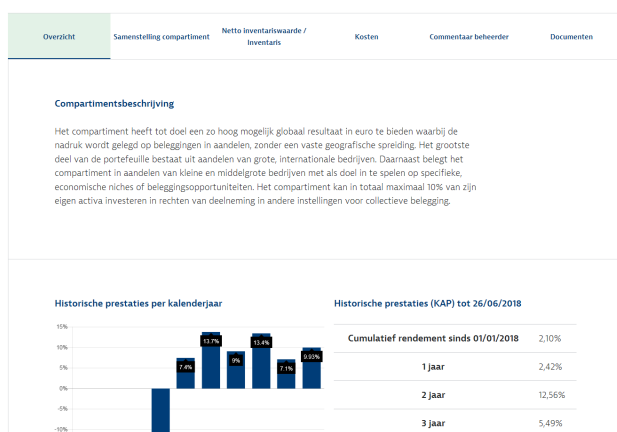 Overzicht
Samenstelling compartiment
Netto inventariswaarde /
Inventaris
Kosten
Commentaar beheerder
Documenten
Compartimentsbeschrijving
Het compartiment heeft tot doel een zo hoog mogelijk globaal resultaat in euro te bieden waarbij de
nadruk wordt gelegd op beleggingen in aandelen, zonder een vaste geografische spreiding. Het grootste
deel van de portefeuille bestaat uit aandelen van grote, internationale bedrijven. Daarnaast belegt het
compartiment in aandelen van kleine en middelgrote bedrijven met als doel in te spelen op specifieke,
economische niches of beleggingsopportuniteiten. Het compartiment kan in totaal maximaal 10% van zijn
eigen activa investeren in rechten van deelneming in andere instellingen voor collectieve belegging.
Historische prestaties per kalenderjaar
15%
10%
5%
0%
-5%
-10%
7.4%
13.7%
9%
13.4%
7.1%
9.93%
Historische prestaties (KAP) tot 26/06/2018
Cumulatief rendement sinds 01/01/2018 2,10%
1 jaar 2,42%
2 jaar 12,56%
3 jaar 5,49%